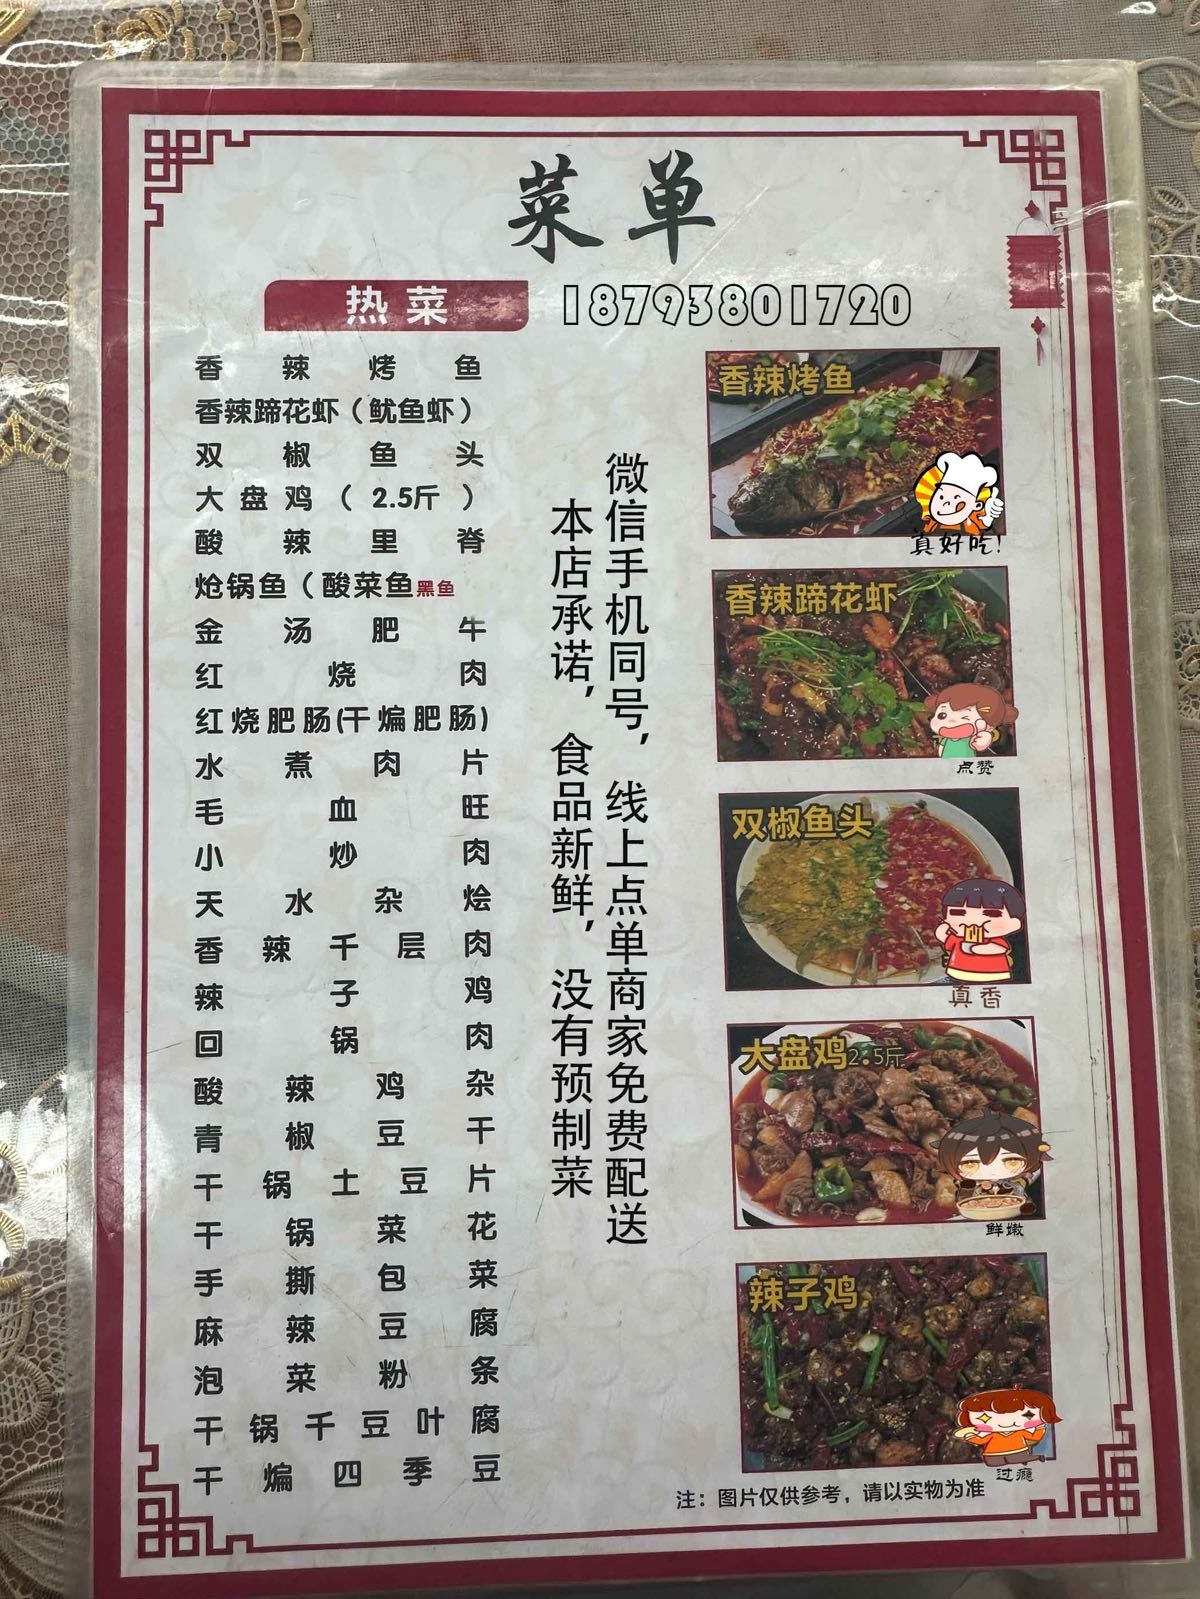 菜单
热菜
18793801720
香辣烤鱼
香辣蹄花虾（鱿鱼虾）
双椒鱼头
大盘鸡（2.5斤）
酸辣里脊
炝锅鱼（酸菜鱼黑鱼
金汤肥牛
红烧肉
红烧肥肠(干煸肥肠)
水煮肉片
毛血旺
小炒肉
天水杂烩
香辣千层肉
辣子鸡
回锅肉
酸辣鸡杂
青椒豆干
干锅土豆片
干锅菜花
手撕包菜
麻辣豆腐
泡菜粉条
干锅千豆叶腐
干煸四季豆
微信手机同号，线上点单商家免费配送
本店承诺，食品新鲜，没有预制菜
香辣烤鱼
真好吃!
香辣蹄花虾
点赞
双椒鱼头
真香
大盘鸡2.5斤
鲜嫩
辣子鸡
过瘾
注：图片仅供参考，请以实物为准